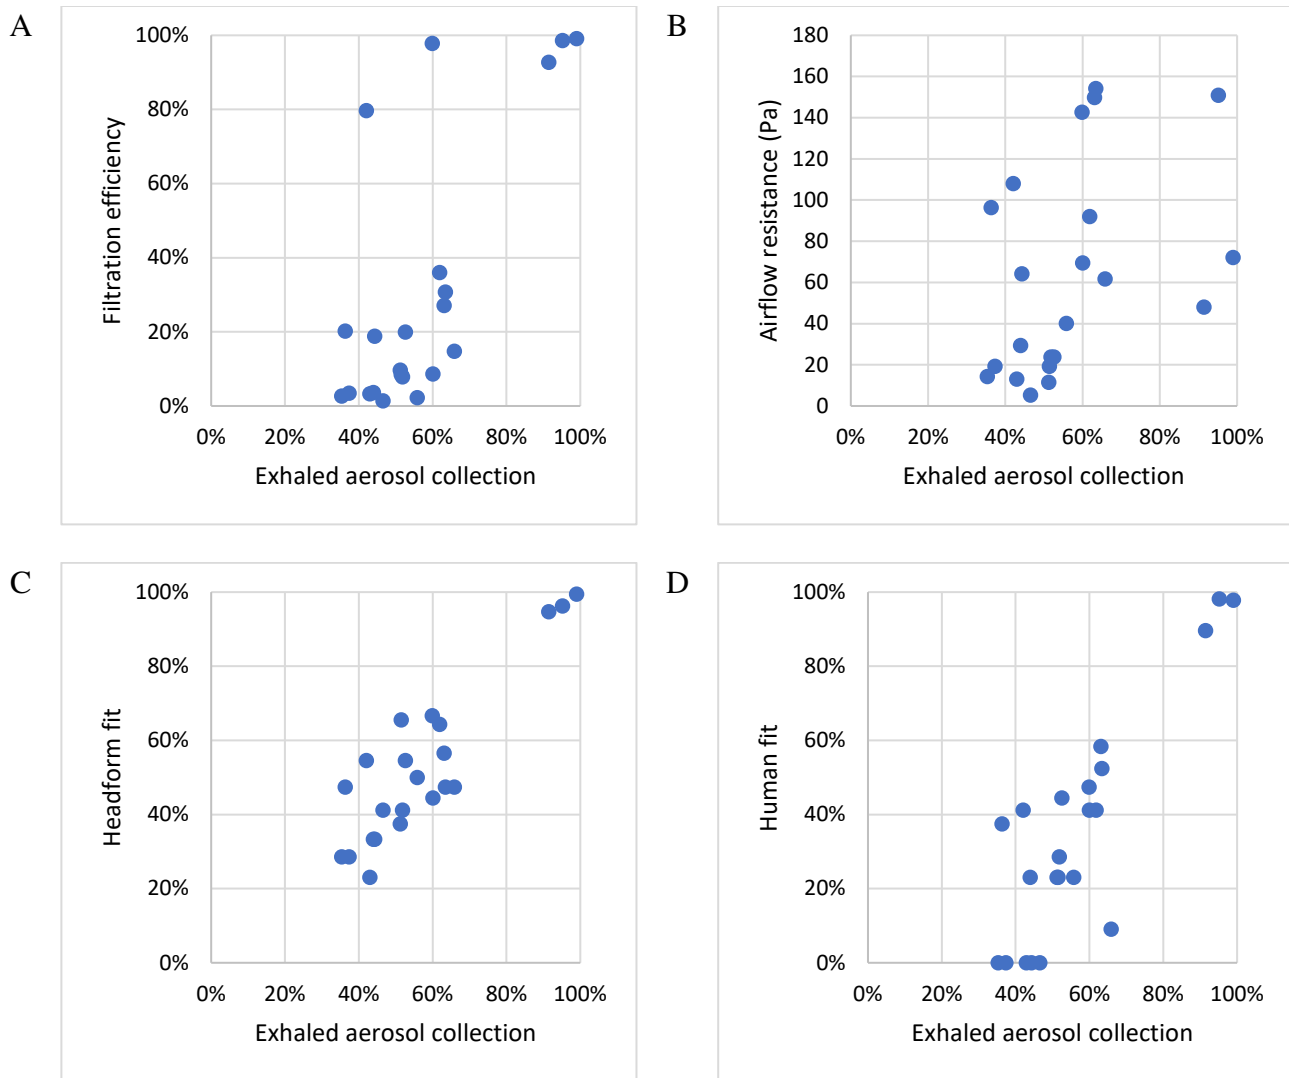 A
100%
80%
60%
40%
20%
0%
Filtration efficiency
0% 20% 40% 60% 80% 100%
Exhaled aerosol collection
B
180
160
140
120
100
80
60
40
20
0
Airflow resistance (Pa)
0% 20% 40% 60% 80% 100%
Exhaled aerosol collection
C
100%
80%
60%
40%
20%
0%
Headform fit
0% 20% 40% 60% 80% 100%
Exhaled aerosol collection
D
100%
80%
60%
40%
20%
0%
Human fit
0% 20% 40% 60% 80% 100%
Exhaled aerosol collection